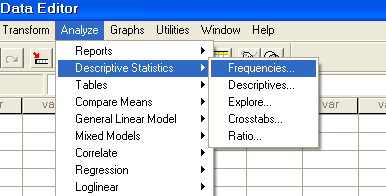 Data Editor
Transform Analyze Graphs Utilities Window Help
Reports
Descriptive Statistics
Tables
Compare Means
General Linear Model
Mixed Models
Correlate
Regression
Loglinear
Frequencies...
Descriptives...
Explore...
Crosstabs...
Ratio...
var var var